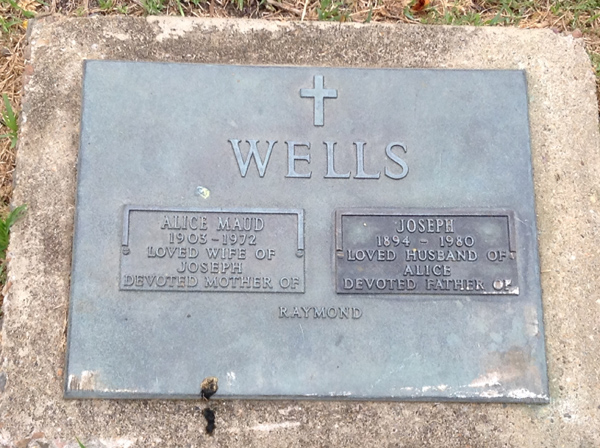 WELLS
ALICE MAUD
1903-1972
LOVED WIFE OF
JOSEPH
DEVOTED MOTHER OF
JOSEPH
1894 - 1980
LOVED HUSBAND OF
ALICE
DEVOTED FATHER OF
RAYMOND